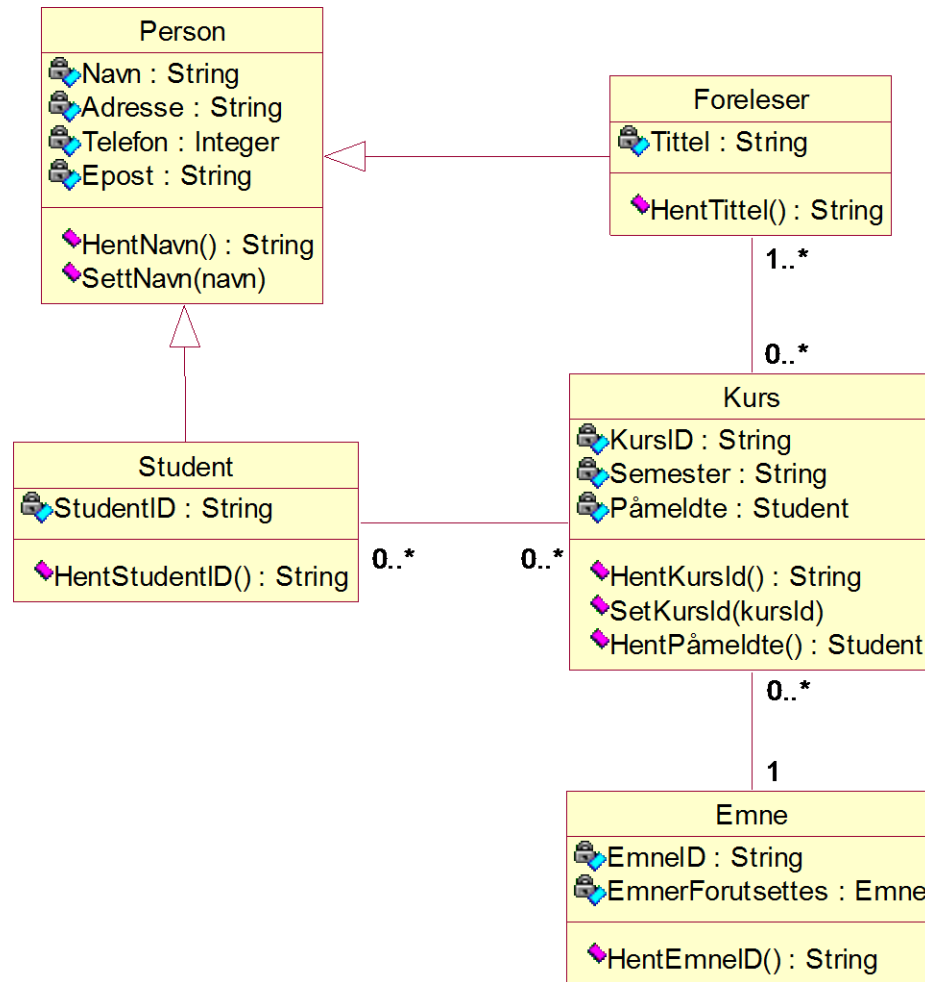 Person
Navn : String
Adresse : String
Telefon : Integer
Epost : String
HentNavn() : String
SettNavn(navn)
Foreleser
Tittel : String
HentTittel() : String
1..*
0..*
Kurs
KursID : String
Semester : String
Påmeldte : Student
HentKursId() : String
SetKursId(kursId)
HentPåmeldte() : Student
Student
StudentID : String
HentStudentID() : String
0..*
0..*
0..*
1
Emne
EmneID : String
EmnerForutsettes : Emne
HentEmneID() : String